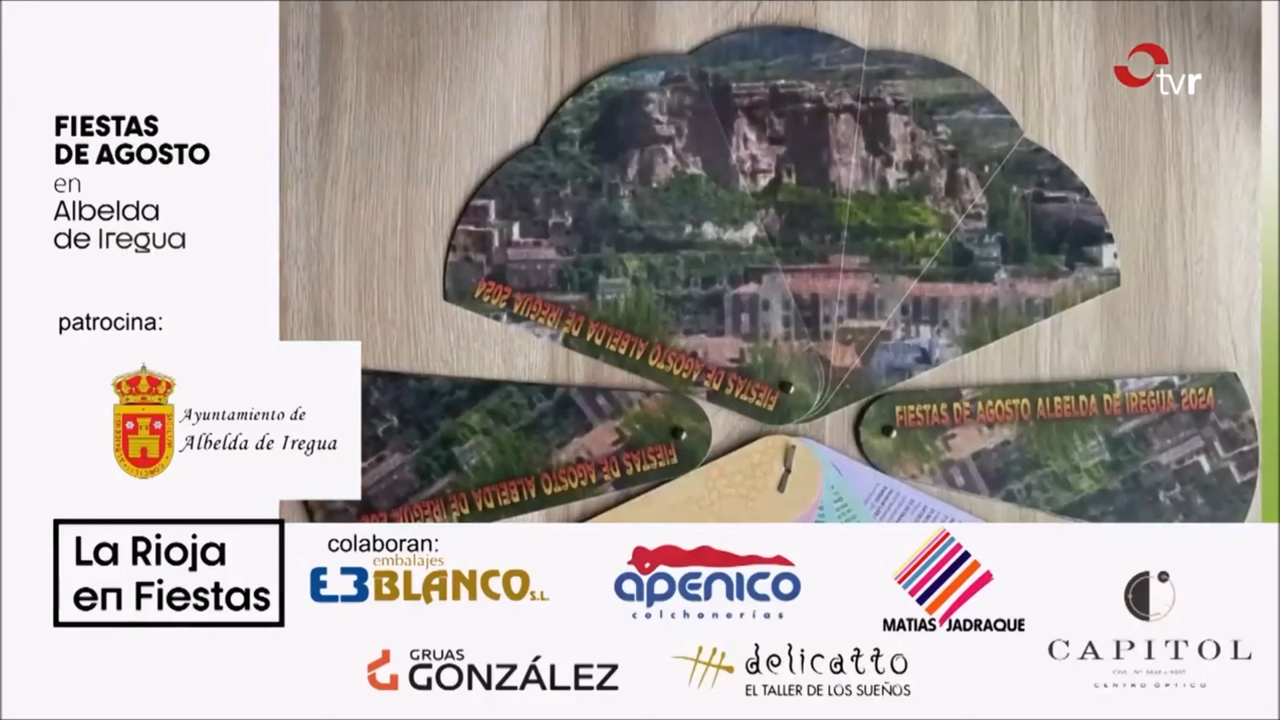 FIESTAS
DE AGOSTO
en
Albelda
de Iregua
patrocina:
Ayuntamiento de
Albelda de Iregua
La Rioja
en Fiestas
tvr
FIESTAS DE AGOSTO ALBELDA DE IREGUA 2024
FIESTAS DE AGOSTO ALBELDA DE IREGUA
FIESTAS DE AGOSTO ALBELDA DE IREGUA 2024
colaboran:
embalajes
EB BLANCO S.L.
apenico
colchonerías
MATIAS JADRAQUE
CAPITOL
CENTRO ÓPTICO
GRUAS
GONZÁLEZ
delicatto
EL TALLER DE LOS SUEÑOS